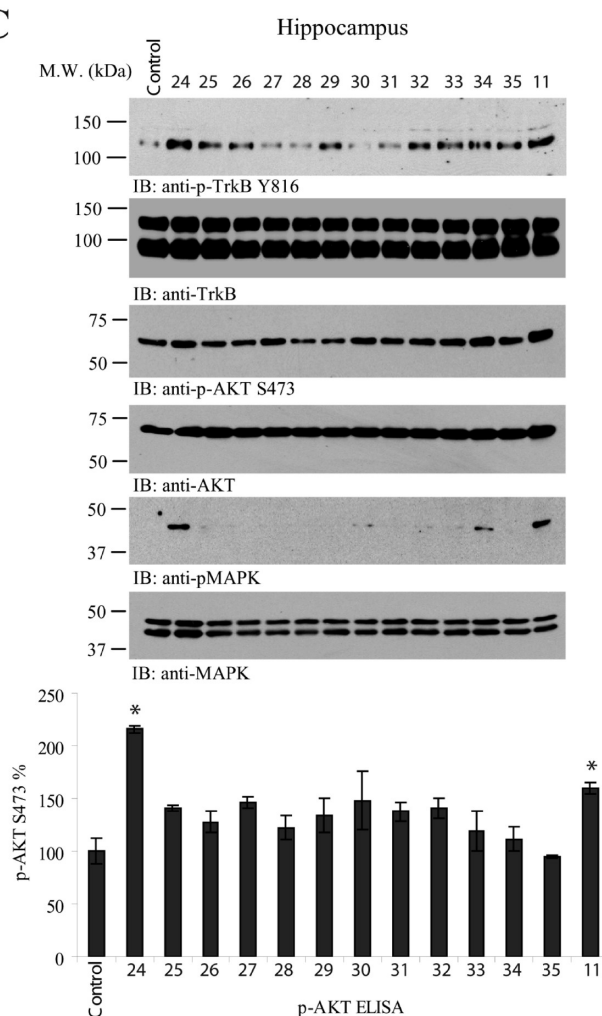 C
Hippocampus
M.W. (kDa) Control 24 25 26 27 28 29 30 31 32 33 34 35 11
150
100
IB: anti-p-TrkB Y816
150
100
IB: anti-TrkB
75
50
IB: anti-p-AKT S473
75
50
IB: anti-AKT
50
37
IB: anti-pMAPK
50
37
IB: anti-MAPK
250
200
150
100
50
0
p-AKT S473 %
* *
Control 24 25 26 27 28 29 30 31 32 33 34 35 11
p-AKT ELISA